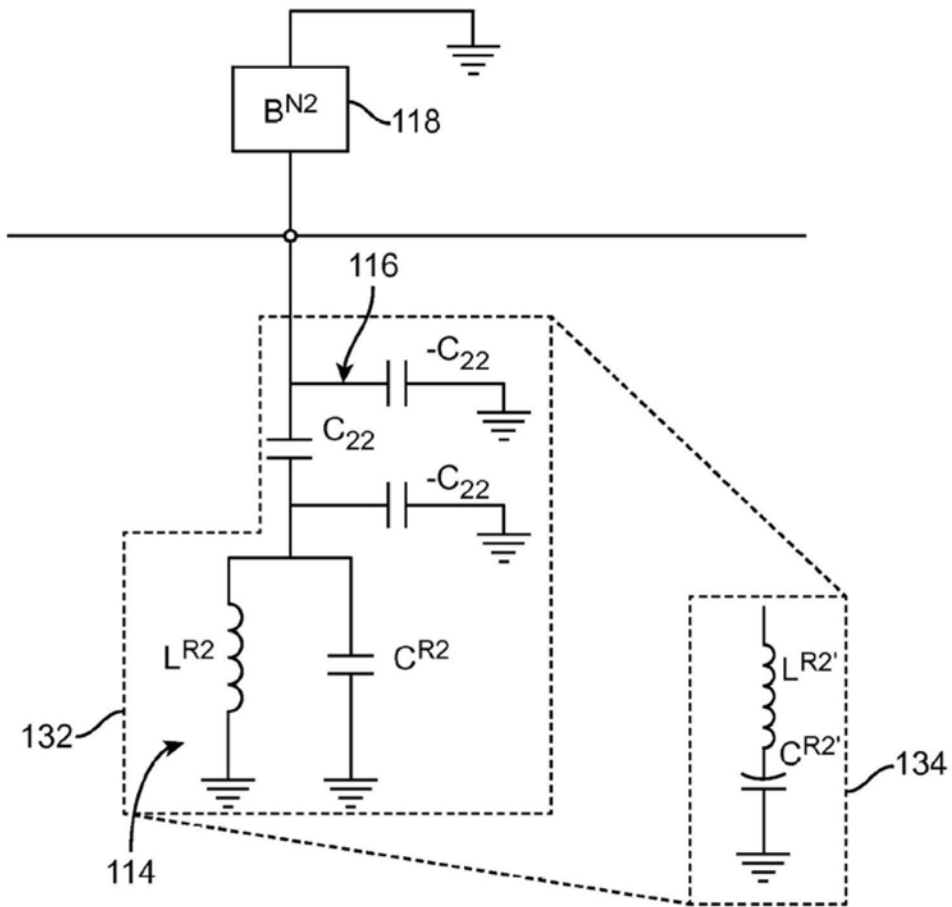 B^N2
118
116
-C₂₂
C₂₂
-C₂₂
L^R2
C^R2
132
114
L^R2'
C^R2'
134